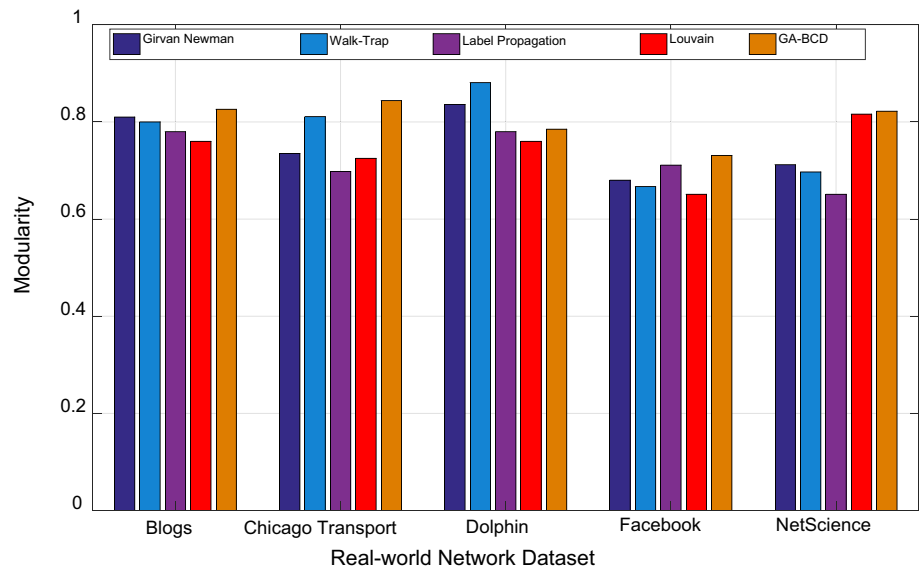 1
Girvan Newman Walk-Trap Label Propagation Louvain GA-BCD
0.8
0.6
0.4
0.2
0
Modularity
Blogs Chicago Transport Dolphin Facebook NetScience
Real-world Network Dataset